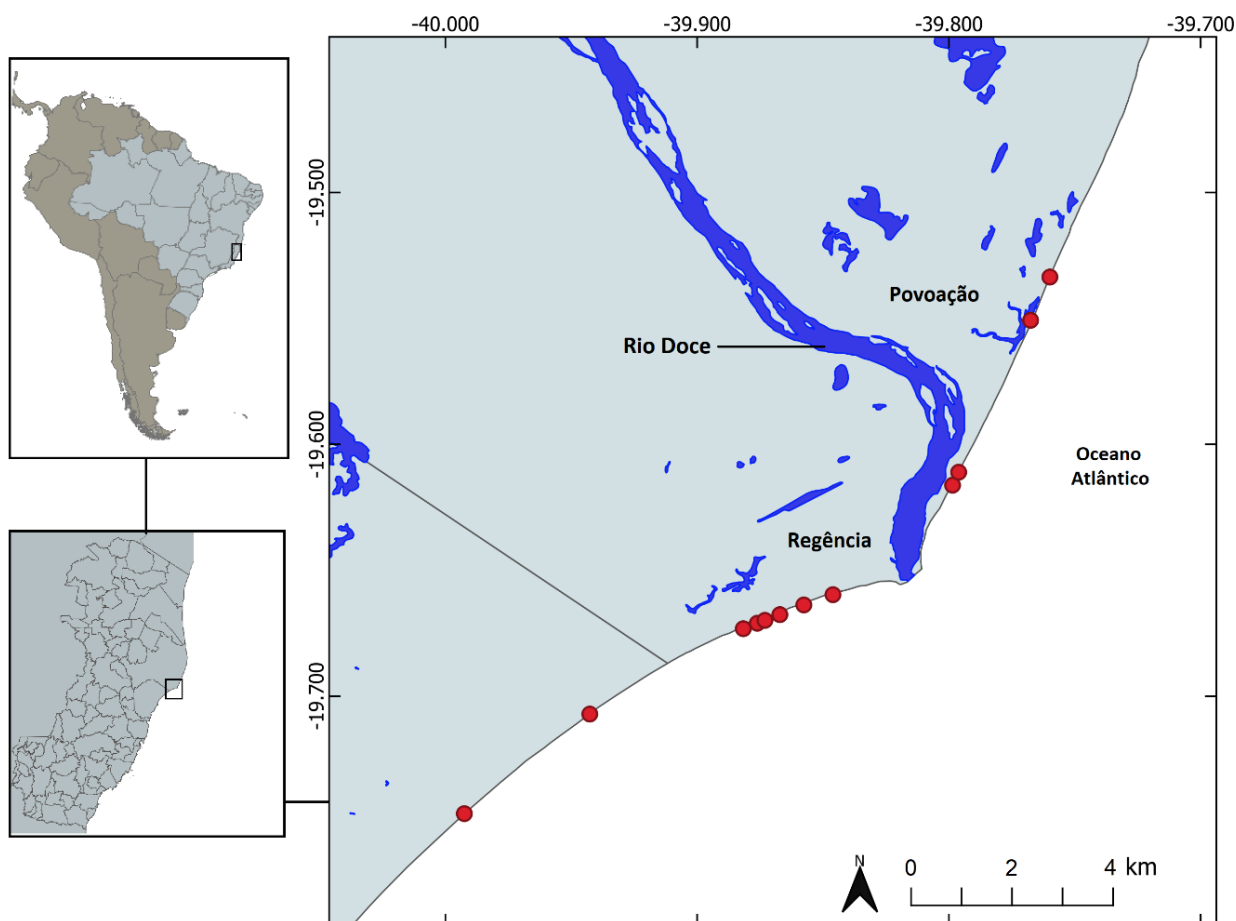 -40.000 -39.900 -39.800 -39.700
-19.500
Povoação
Rio Doce
-19.600
Oceano
Atlântico
Regência
-19.700
N
0 2 4 km